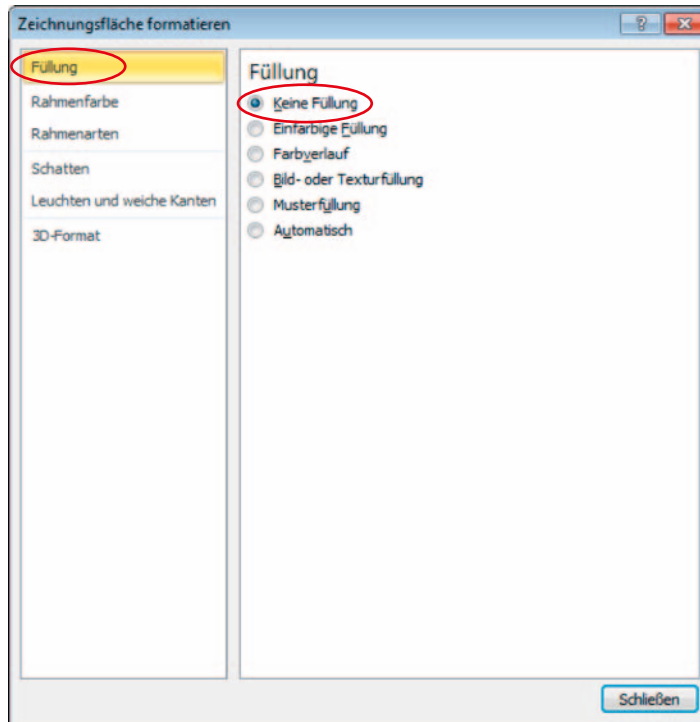 Zeichnungsfläche formatieren
Füllung
Rahmenfarbe
Rahmenarten
Schatten
Leuchten und weiche Kanten
3D-Format
Füllung
Keine Füllung
Einfarbige Füllung
Farbverlauf
Bild- oder Texturfüllung
Musterfüllung
Automatisch
Schließen